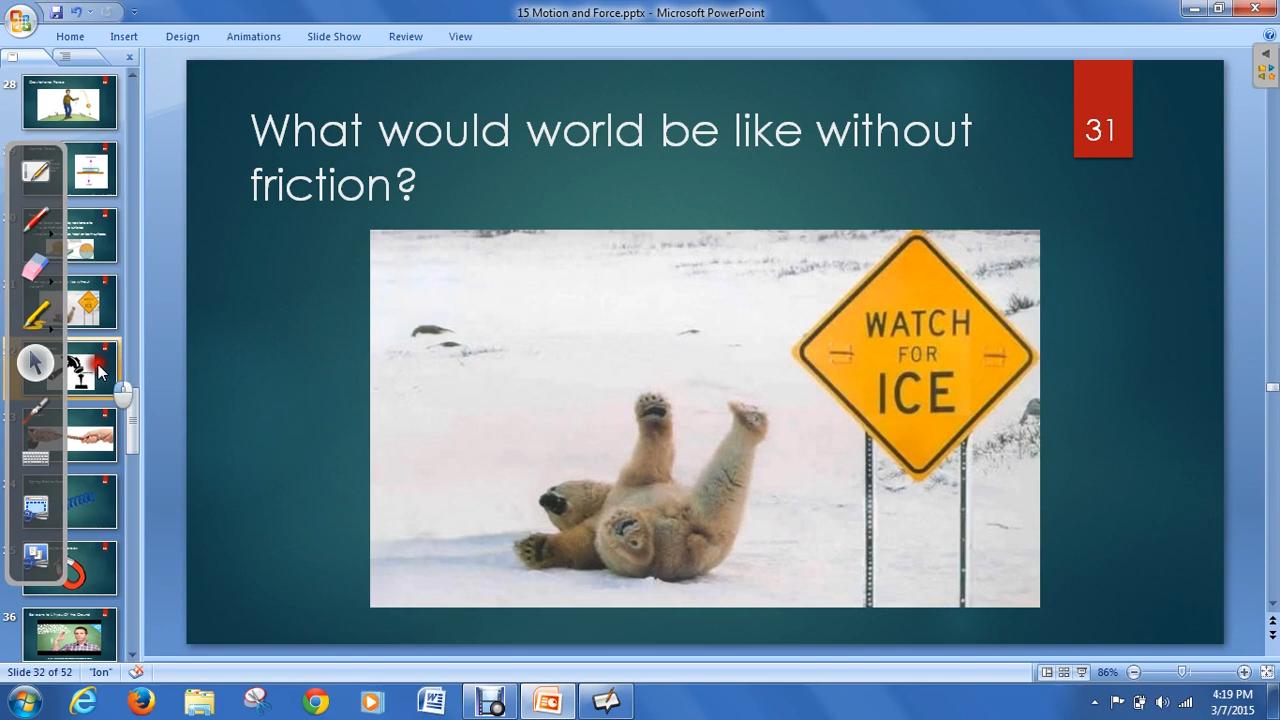 15 Motion and Force.pptx - Microsoft PowerPoint
Home Insert Design Animations Slide Show Review View
28
What would world be like without
friction?
31
WATCH
FOR
ICE
36
Slide 32 of 52 "Ion" 86%
4:19 PM
3/7/2015